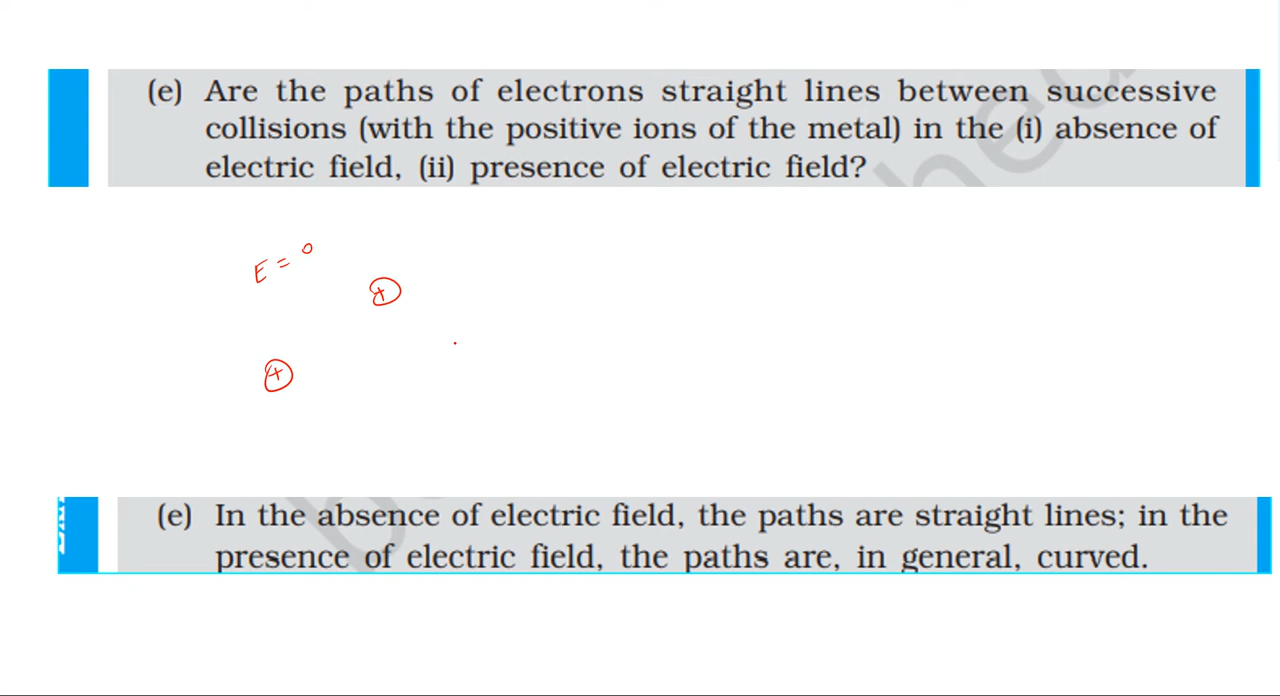 (e) Are the paths of electrons straight lines between successive
collisions (with the positive ions of the metal) in the (i) absence of
electric field, (ii) presence of electric field?
E = 0
+
+
(e) In the absence of electric field, the paths are straight lines; in the
presence of electric field, the paths are, in general, curved.